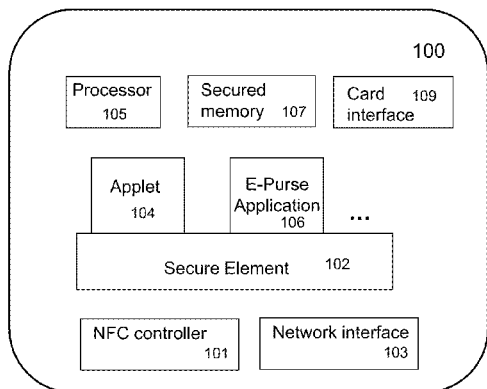 100
Processor
105
Secured
memory 107
Card 109
interface
Applet
104
E-Purse
Application
106
...
Secure Element 102
NFC controller
101
Network interface
103